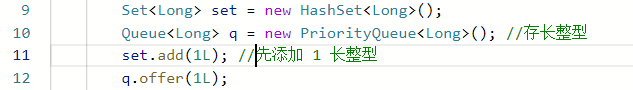 9 Set<Long> set = new HashSet<Long>();
10 Queue<Long> q = new PriorityQueue<Long>(); //存长整型
11 set.add(1L); //先添加 1 长整型
12 q.offer(1L);